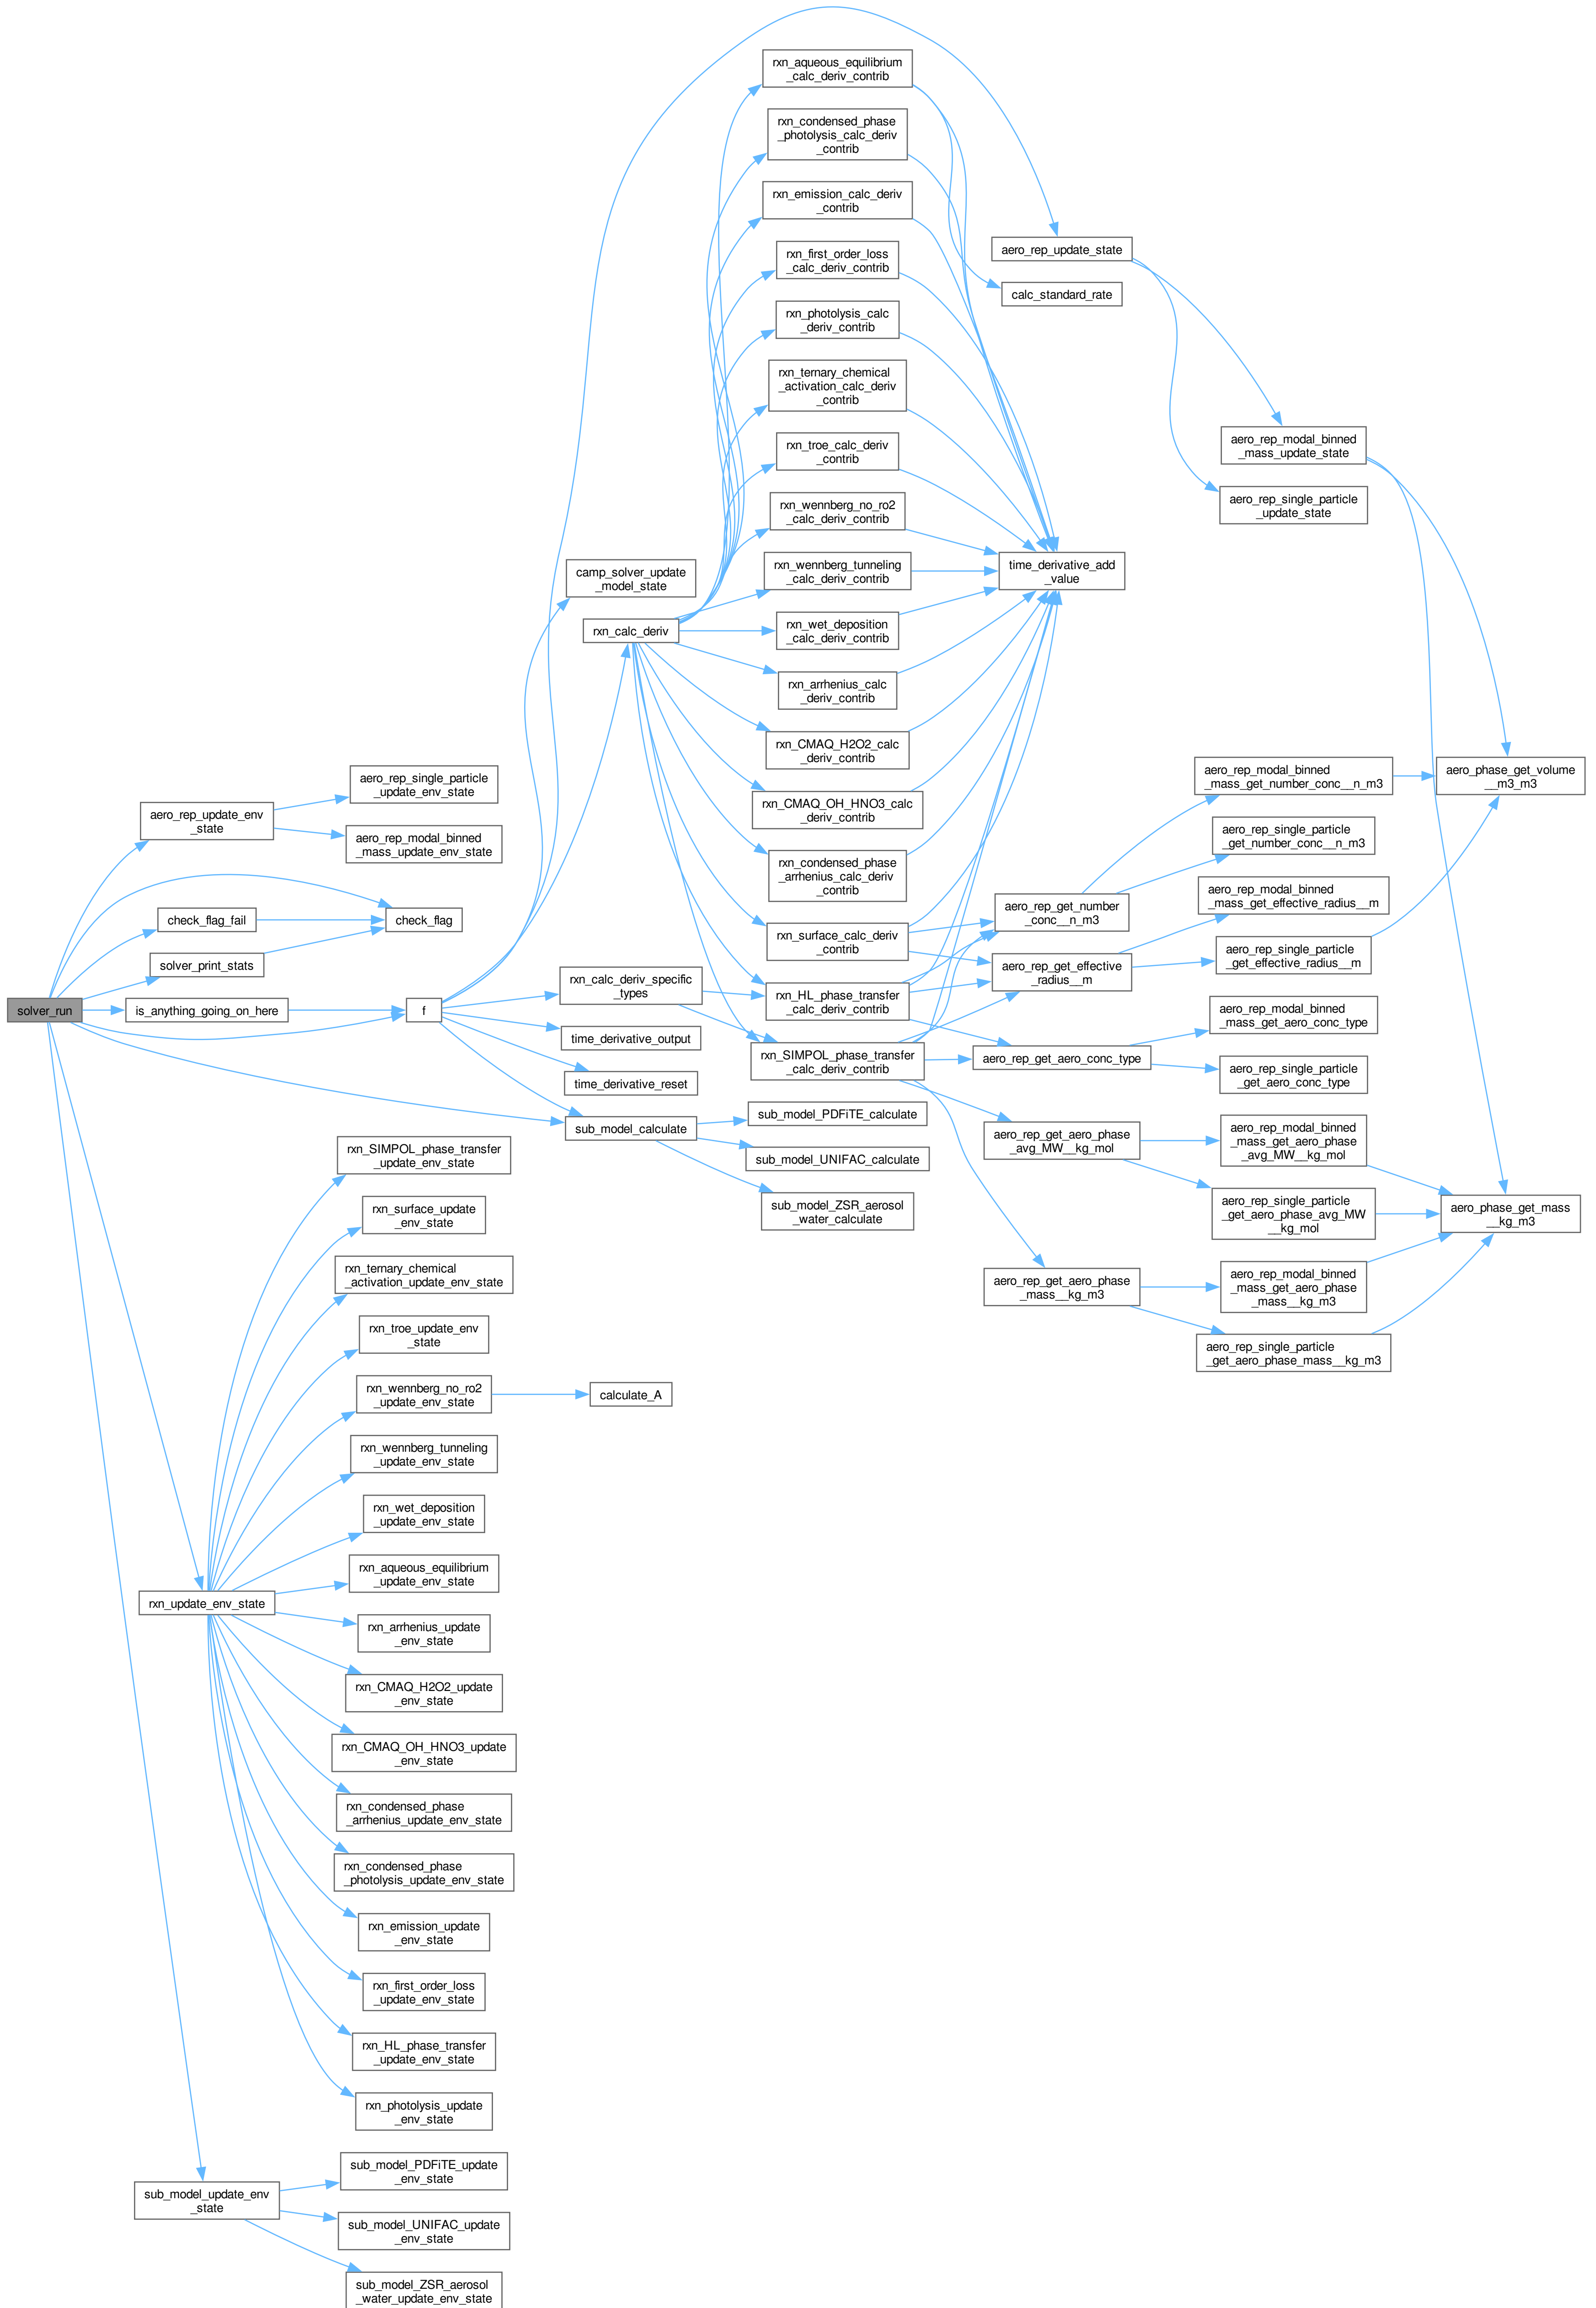 solver_run
aero_rep_update_env
_state
aero_rep_single_particle
_update_env_state
aero_rep_modal_binned
_mass_update_env_state
check_flag
check_flag_fail
solver_print_stats
is_anything_going_on_here
f
camp_solver_update
_model_state
rxn_calc_deriv
rxn_calc_deriv_specific
_types
time_derivative_output
time_derivative_reset
sub_model_calculate
rxn_aqueous_equilibrium
_calc_deriv_contrib
rxn_condensed_phase
_photolysis_calc_deriv
_contrib
rxn_emission_calc_deriv
_contrib
rxn_first_order_loss
_calc_deriv_contrib
rxn_photolysis_calc
_deriv_contrib
rxn_ternary_chemical
_activation_calc_deriv
_contrib
rxn_troe_calc_deriv
_contrib
rxn_wennberg_no_ro2
_calc_deriv_contrib
rxn_wennberg_tunneling
_calc_deriv_contrib
rxn_wet_deposition
_calc_deriv_contrib
rxn_arrhenius_calc
_deriv_contrib
rxn_CMAQ_H2O2_calc
_deriv_contrib
rxn_CMAQ_OH_HNO3_calc
_deriv_contrib
rxn_condensed_phase
_arrhenius_calc_deriv
_contrib
rxn_surface_calc_deriv
_contrib
rxn_HL_phase_transfer
_calc_deriv_contrib
rxn_SIMPOL_phase_transfer
_calc_deriv_contrib
sub_model_PDFiTE_calculate
sub_model_UNIFAC_calculate
sub_model_ZSR_aerosol
_water_calculate
aero_rep_update_state
calc_standard_rate
time_derivative_add
_value
aero_rep_get_number
_conc__n_m3
aero_rep_get_effective
_radius__m
aero_rep_get_aero_conc_type
aero_rep_get_aero_phase
_avg_MW__kg_mol
aero_rep_get_aero_phase
_mass__kg_m3
aero_rep_modal_binned
_mass_update_state
aero_rep_single_particle
_update_state
aero_rep_modal_binned
_mass_get_number_conc__n_m3
aero_rep_single_particle
_get_number_conc__n_m3
aero_rep_modal_binned
_mass_get_effective_radius__m
aero_rep_single_particle
_get_effective_radius__m
aero_rep_modal_binned
_mass_get_aero_conc_type
aero_rep_single_particle
_get_aero_conc_type
aero_rep_modal_binned
_mass_get_aero_phase
_avg_MW__kg_mol
aero_rep_single_particle
_get_aero_phase_avg_MW
__kg_mol
aero_rep_modal_binned
_mass_get_aero_phase
_mass__kg_m3
aero_rep_single_particle
_get_aero_phase_mass__kg_m3
aero_phase_get_volume
__m3_m3
aero_phase_get_mass
__kg_m3
rxn_update_env_state
rxn_SIMPOL_phase_transfer
_update_env_state
rxn_surface_update
_env_state
rxn_ternary_chemical
_activation_update_env_state
rxn_troe_update_env
_state
rxn_wennberg_no_ro2
_update_env_state
calculate_A
rxn_wennberg_tunneling
_update_env_state
rxn_wet_deposition
_update_env_state
rxn_aqueous_equilibrium
_update_env_state
rxn_arrhenius_update
_env_state
rxn_CMAQ_H2O2_update
_env_state
rxn_CMAQ_OH_HNO3_update
_env_state
rxn_condensed_phase
_arrhenius_update_env_state
rxn_condensed_phase
_photolysis_update_env_state
rxn_emission_update
_env_state
rxn_first_order_loss
_update_env_state
rxn_HL_phase_transfer
_update_env_state
rxn_photolysis_update
_env_state
sub_model_update_env
_state
sub_model_PDFiTE_update
_env_state
sub_model_UNIFAC_update
_env_state
sub_model_ZSR_aerosol
_water_update_env_state